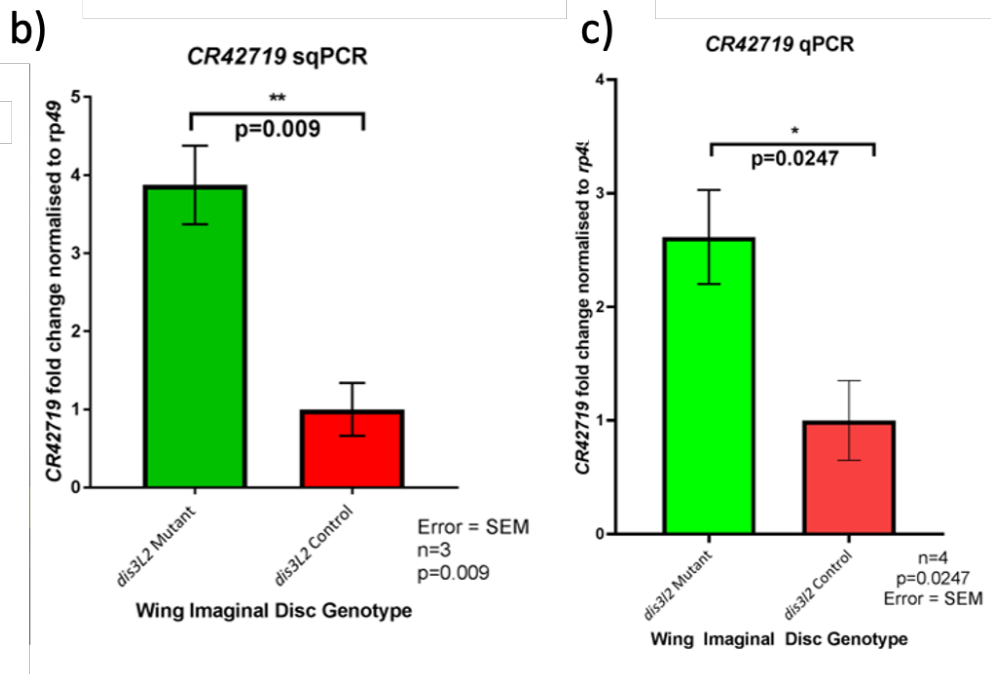 b)
CR42719 sqPCR
CR42719 fold change normalised to rp49
5
4
3
2
1
0
**
p=0.009
dis3L2 Mutant
dis3L2 Control
Error = SEM
n=3
p=0.009
Wing Imaginal Disc Genotype
c)
CR42719 qPCR
CR42719 fold change normalised to
4
3
2
1
0
*
p=0.0247
dis3l2 Mutant
dis3l2 Control
n=4
p=0.0247
Error = SEM
Wing Imaginal Disc Genotype